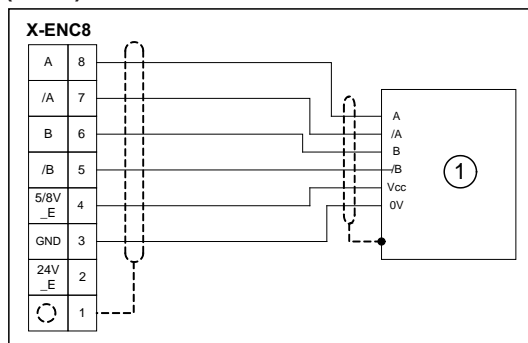 X-ENC8
A 8
/A 7
B 6
/B 5
5/8V
_E 4
GND 3
24V
_E 2
1
A
/A
B
/B
Vcc
0V
1